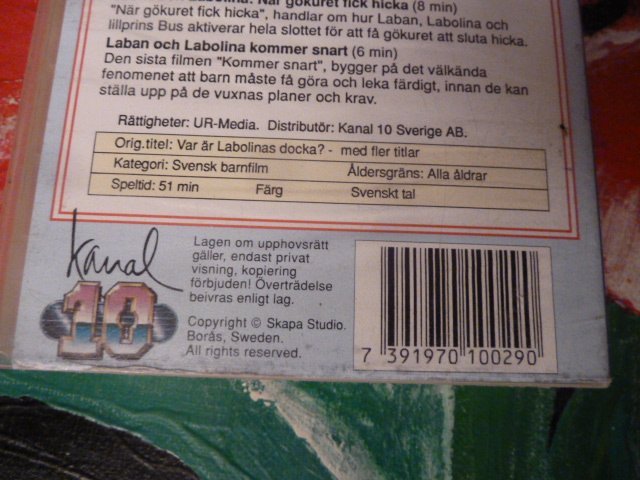 När gökuret fick hicka (8 min)
"När gökuret fick hicka", handlar om hur Laban, Labolina och
lillprins Bus aktiverar hela slottet för att få gökuret att sluta hicka.
Laban och Labolina kommer snart (6 min)
Den sista filmen "Kommer snart", bygger på det välkända
fenomenet att barn måste få göra och leka färdigt, innan de kan
ställa upp på de vuxnas planer och krav.
Rättigheter: UR-Media. Distributör: Kanal 10 Sverige AB.
Orig.titel: Var är Labolinas docka? - med fler titlar
Kategori: Svensk barnfilm Åldersgräns: Alla åldrar
Speltid: 51 min Färg Svenskt tal
Kanal
10
Lagen om upphovsrätt
gäller, endast privat
visning, kopiering
förbjuden! Överträdelse
beivras enligt lag.
Copyright © Skapa Studio.
Borås, Sweden.
All rights reserved.
7 391970 100290